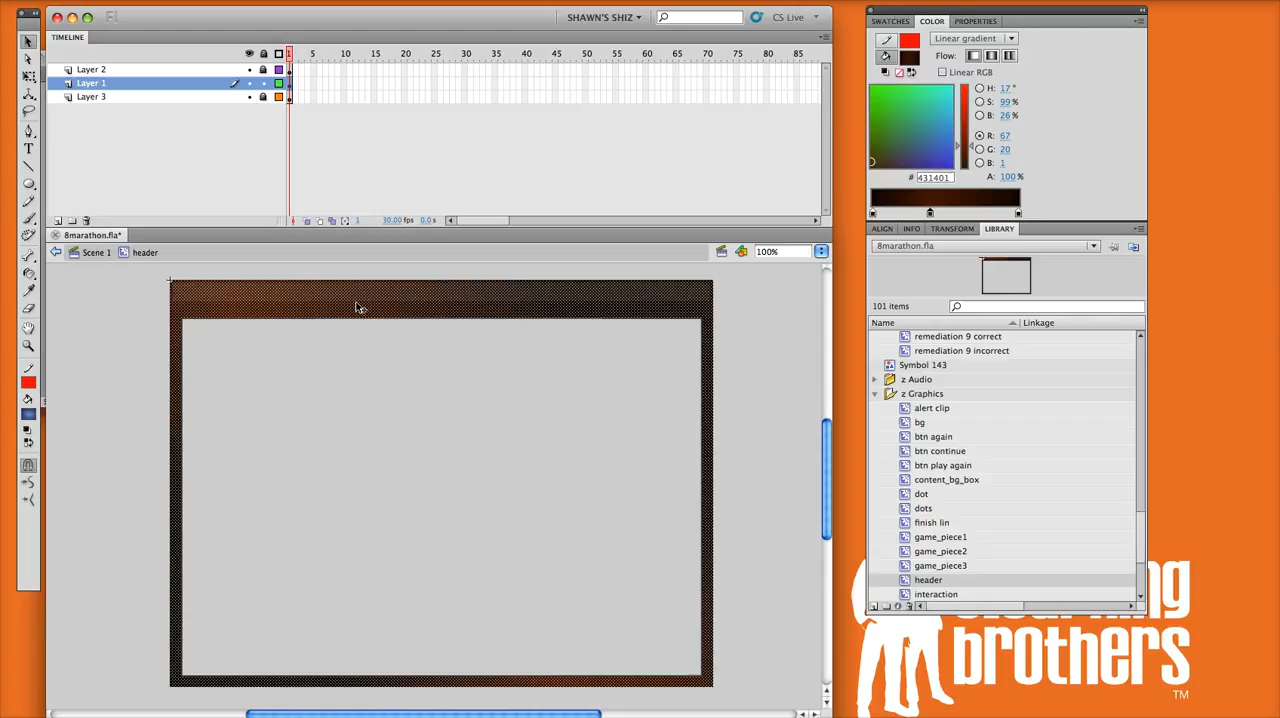 Fl
SHAWN'S SHIZ
CS Live
TIMELINE
1 5 10 15 20 25 30 35 40 45 50 55 60 65 70 75 80 85
Layer 2
Layer 1
Layer 3
1 30.00 fps 0.0 s
8marathon.fla*
Scene 1 header
100%
SWATCHES COLOR PROPERTIES
Linear gradient
Flow:
Linear RGB
H: 17 °
S: 99 %
B: 26 %
R: 67
G: 20
B: 1
# 431401 A: 100 %
ALIGN INFO TRANSFORM LIBRARY
8marathon.fla
101 items
Name Linkage
remediation 9 correct
remediation 9 incorrect
Symbol 143
z Audio
z Graphics
alert clip
bg
btn again
btn continue
btn play again
content_bg_box
dot
dots
finish lin
game_piece1
game_piece2
game_piece3
header
interaction
brothers
TM